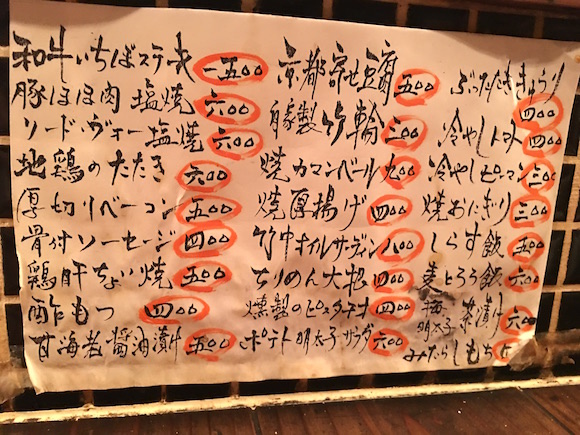 和牛いちぼステーキ 一五〇〇
豚ほほ肉 塩焼 六〇〇
リードヴォー塩焼 六〇〇
地鶏のたたき 六〇〇
厚切りベーコン 五〇〇
骨付ソーセージ 四〇〇
鶏肝ちょい焼 五〇〇
酢もつ 四〇〇
甘海老醤油漬け 五〇〇
京都寄せ豆腐 五〇〇
自家製竹輪 三〇〇
焼カマンベール 九〇〇
焼厚揚げ 四〇〇
竹中オイルサーディン 八〇〇
ちりめん大根 四〇〇
燻製のピスタチオ 四〇〇
ポテト明太子サラダ 六〇〇
ぶったたききゅうり 四〇〇
冷やしトマト 四〇〇
冷やしピーマン 三〇〇
焼おにぎり 三〇〇
しらす飯 五〇〇
麦とろろ飯 六〇〇
梅 明太子 茶漬け 六〇〇
みたらしもち